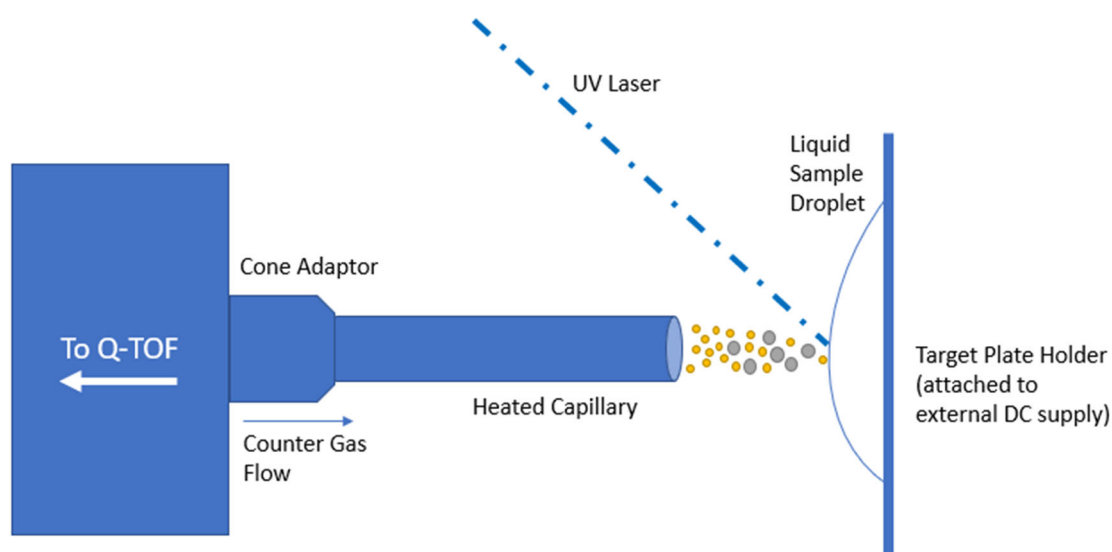 UV Laser
Liquid
Sample
Droplet
Cone Adaptor
To Q-TOF
Target Plate Holder
(attached to
external DC supply)
Heated Capillary
Counter Gas
Flow